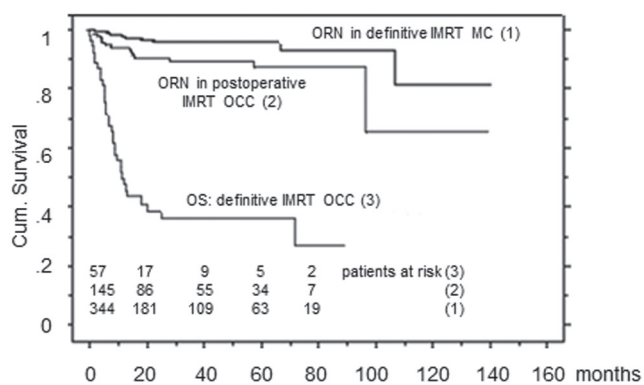 1
ORN in definitive IMRT MC (1)
.8
ORN in postoperative
IMRT OCC (2)
.6
Cum. Survival
OS: definitive IMRT OCC (3)
.4
.2
57 17 9 5 2 patients at risk (3)
145 86 55 34 7 (2)
344 181 109 63 19 (1)
0
0 20 40 60 80 100 120 140 160 months